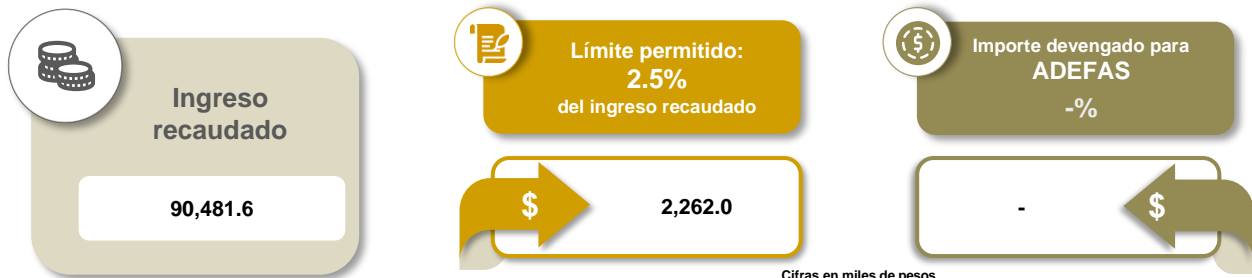 Ingreso
recaudado
90,481.6
Límite permitido:
2.5%
del ingreso recaudado
$
2,262.0
Importe devengado para
ADEFAS
-%
-
$
Cifras en miles de pesos